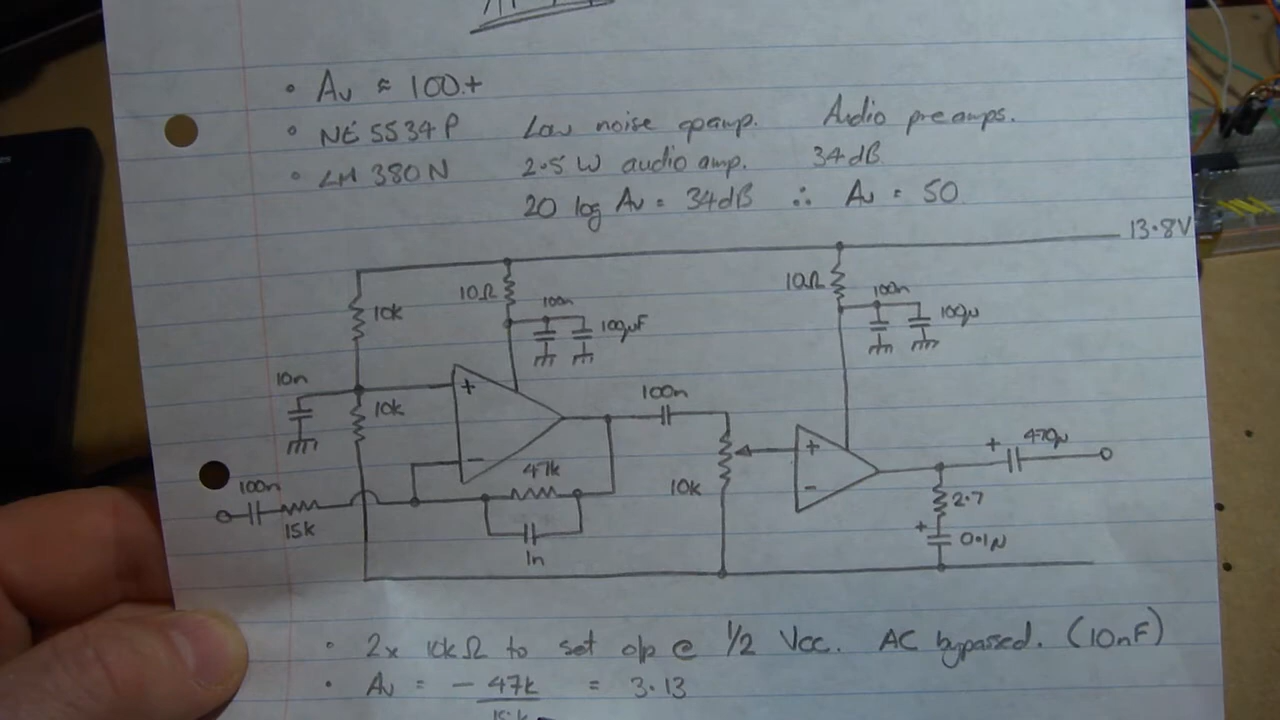 • Av ≈ 100+
• NE5534P Low noise opamp. Audio preamps.
• LM380N 2.5W audio amp. 34dB
20 log Av = 34dB ∴ Av = 50
13.8V
10Ω 100n 100μF
10Ω 100n 100μ
10k
10n
10k
100n
100n
15k
47k
1n
10k
+
-
+
-
+ 470μ
2.7
+ 0.1μ
• 2x 10kΩ to set o/p @ 1/2 Vcc. AC bypassed. (10nF)
• Av = - 47k = 3.13
15k